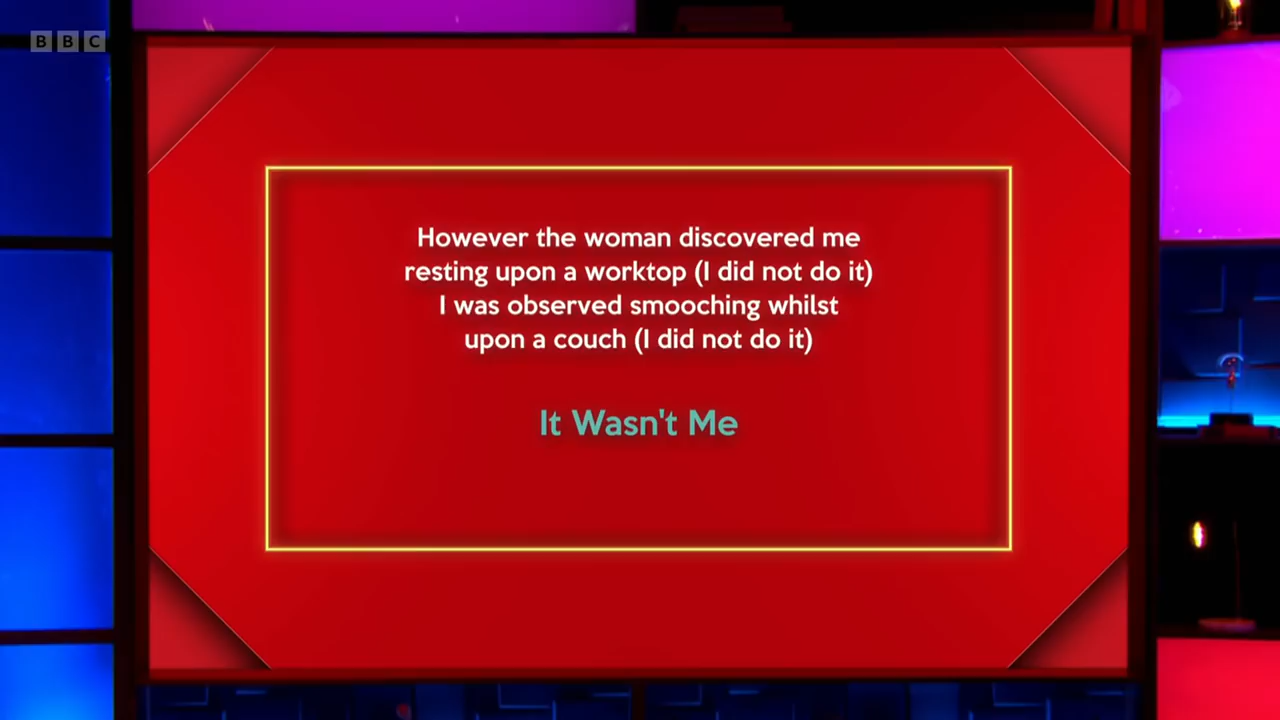 BBC
However the woman discovered me
resting upon a worktop (I did not do it)
I was observed smooching whilst
upon a couch (I did not do it)
It Wasn't Me